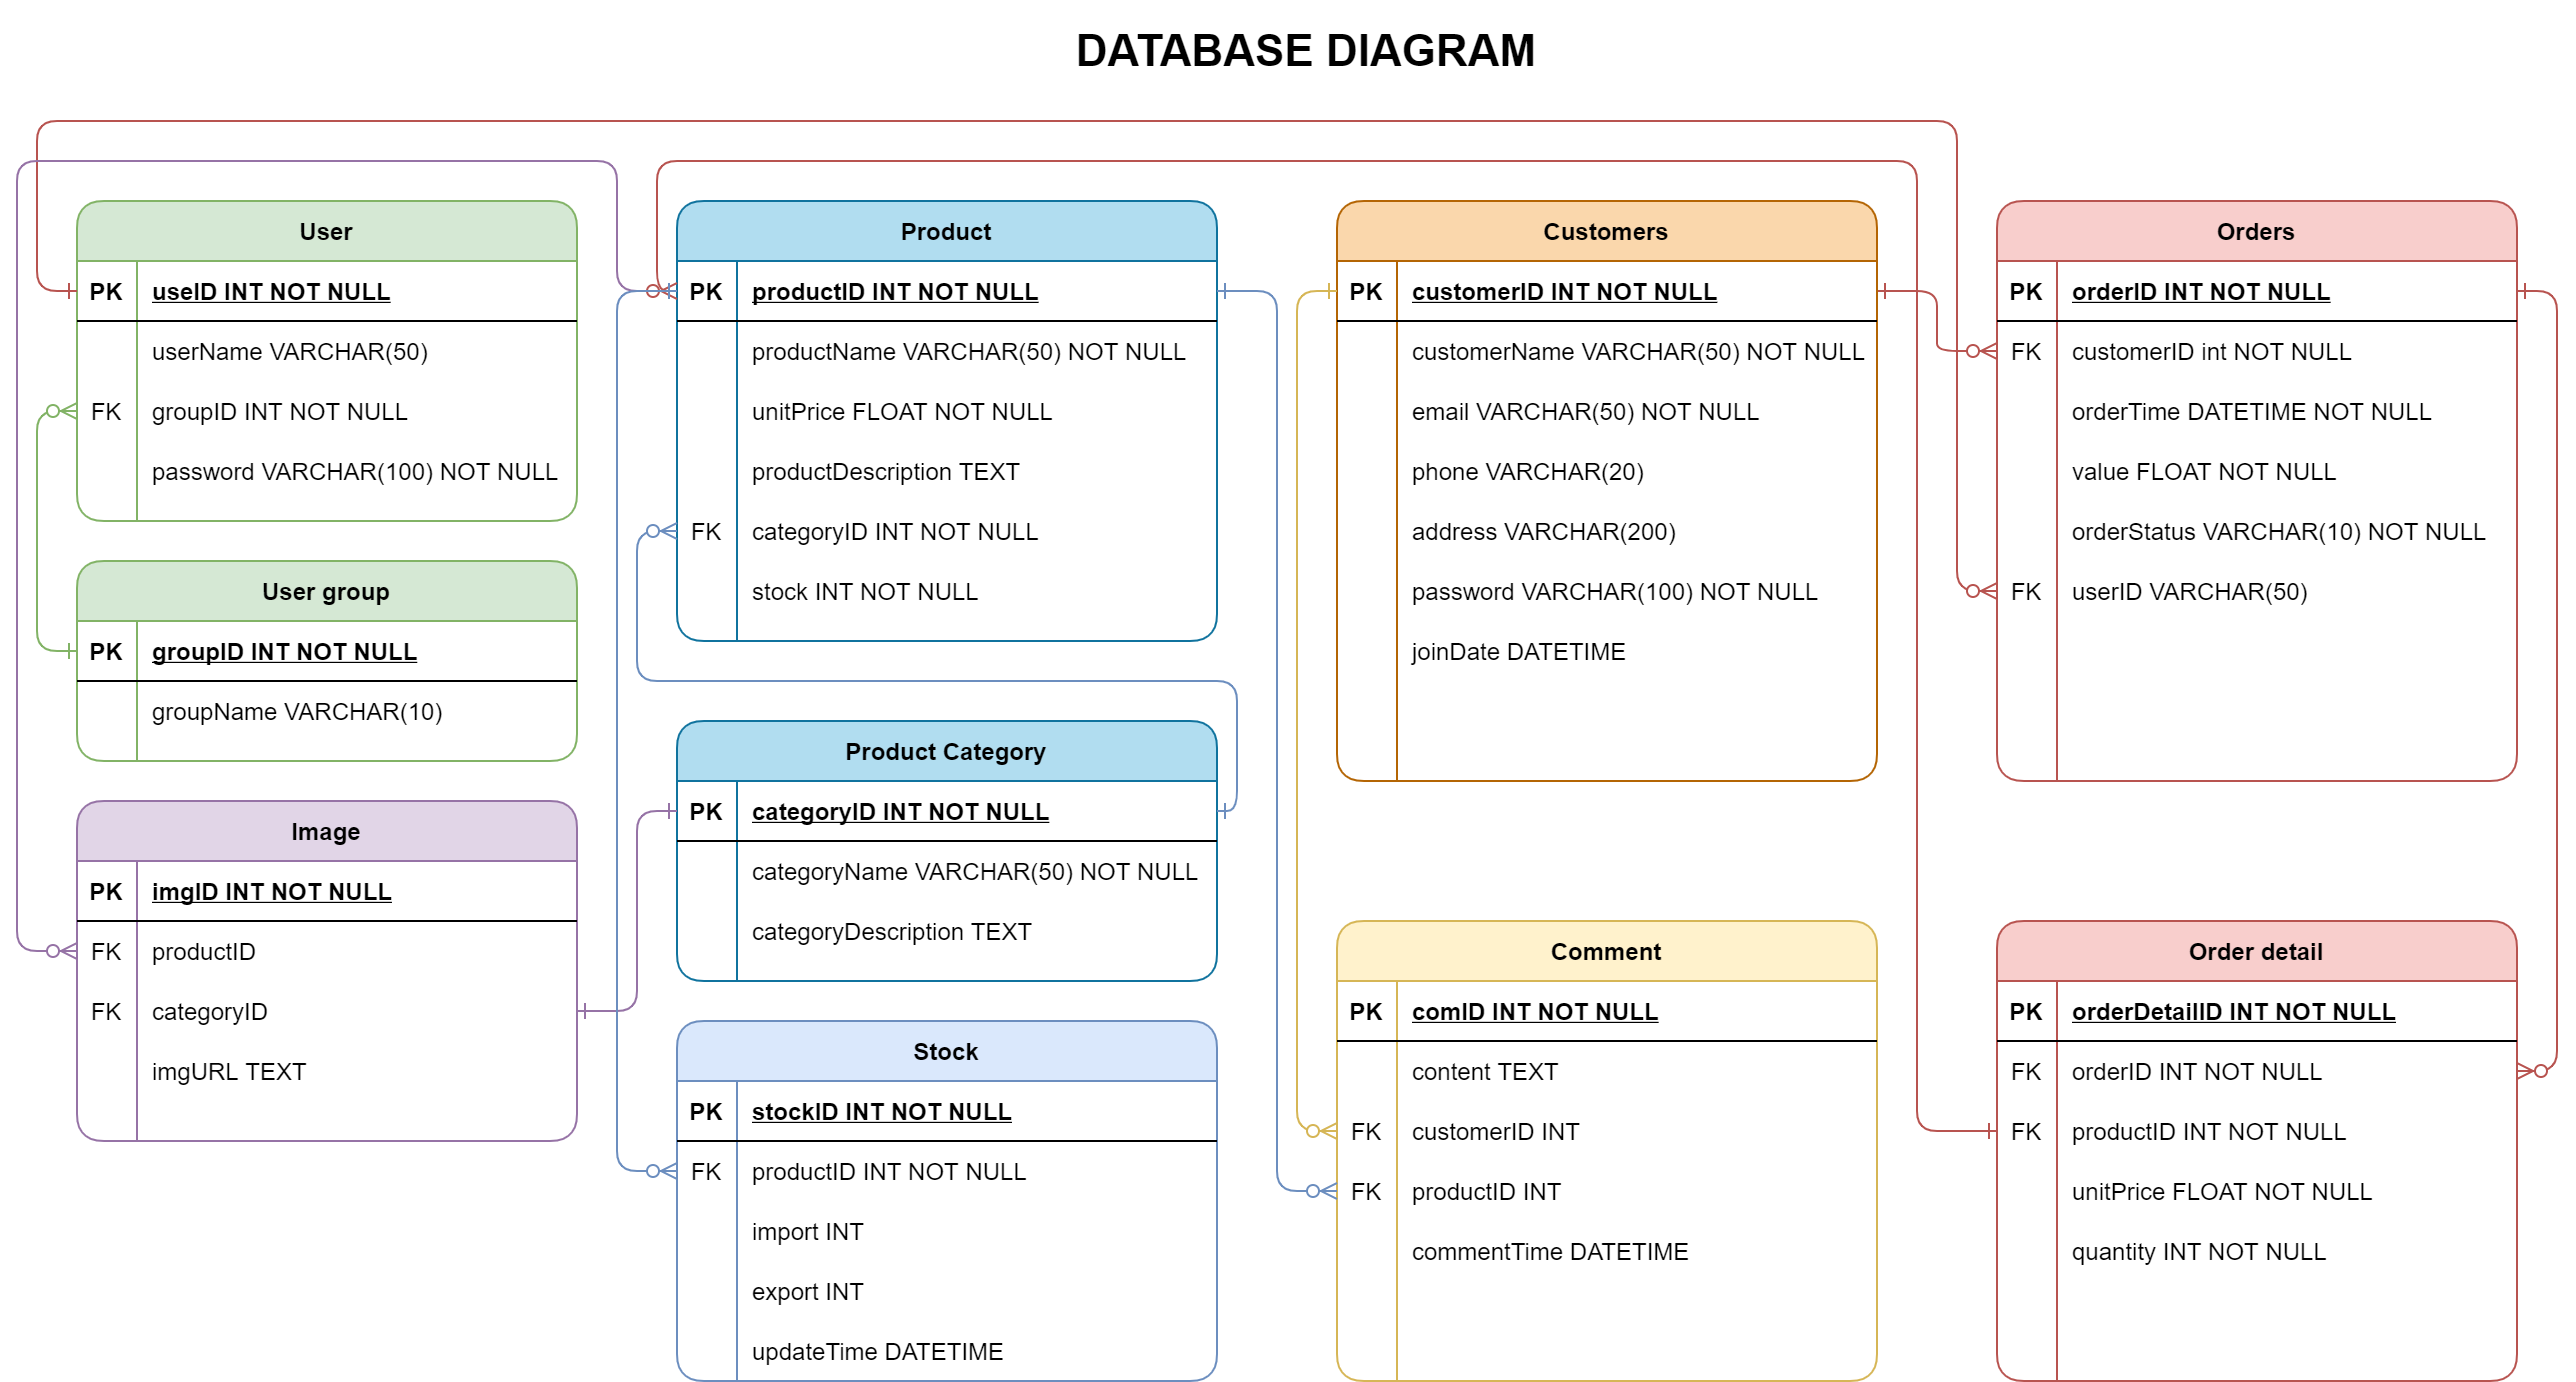 DATABASE DIAGRAM
User
PK useID INT NOT NULL
userName VARCHAR(50)
FK groupID INT NOT NULL
password VARCHAR(100) NOT NULL
User group
PK groupID INT NOT NULL
groupName VARCHAR(10)
Image
PK imgID INT NOT NULL
FK productID
FK categoryID
imgURL TEXT
Product
PK productID INT NOT NULL
productName VARCHAR(50) NOT NULL
unitPrice FLOAT NOT NULL
productDescription TEXT
FK categoryID INT NOT NULL
stock INT NOT NULL
Product Category
PK categoryID INT NOT NULL
categoryName VARCHAR(50) NOT NULL
categoryDescription TEXT
Stock
PK stockID INT NOT NULL
FK productID INT NOT NULL
import INT
export INT
updateTime DATETIME
Customers
PK customerID INT NOT NULL
customerName VARCHAR(50) NOT NULL
email VARCHAR(50) NOT NULL
phone VARCHAR(20)
address VARCHAR(200)
password VARCHAR(100) NOT NULL
joinDate DATETIME
Comment
PK comID INT NOT NULL
content TEXT
FK customerID INT
FK productID INT
commentTime DATETIME
Orders
PK orderID INT NOT NULL
FK customerID int NOT NULL
orderTime DATETIME NOT NULL
value FLOAT NOT NULL
orderStatus VARCHAR(10) NOT NULL
FK userID VARCHAR(50)
Order detail
PK orderDetailID INT NOT NULL
FK orderID INT NOT NULL
FK productID INT NOT NULL
unitPrice FLOAT NOT NULL
quantity INT NOT NULL